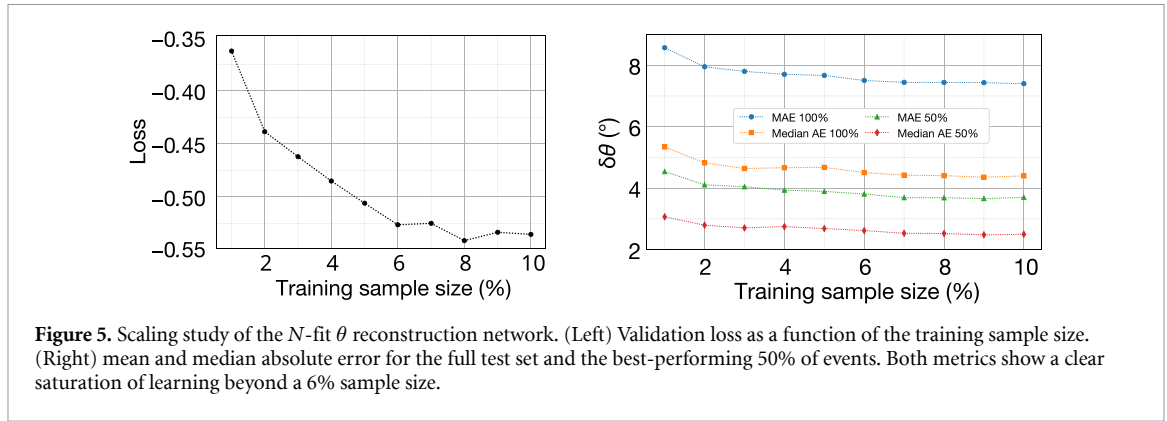 −0.35
−0.40
−0.45
−0.50
−0.55
Loss
2 4 6 8 10
Training sample size (%)
8
6
4
2
δθ (°)
MAE 100%
Median AE 100%
MAE 50%
Median AE 50%
2 4 6 8 10
Training sample size (%)
Figure 5. Scaling study of the N-fit θ reconstruction network. (Left) Validation loss as a function of the training sample size.
(Right) mean and median absolute error for the full test set and the best-performing 50% of events. Both metrics show a clear
saturation of learning beyond a 6% sample size.